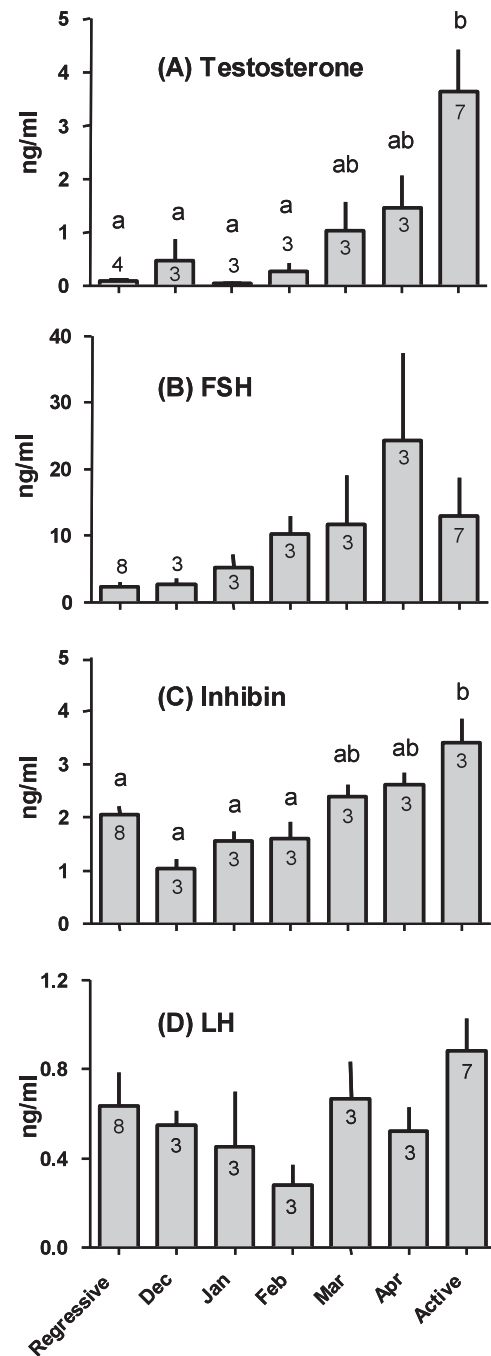 5
(A) Testosterone
b
4
3
ng/ml
2
1
0
a
a
a
a
ab
ab
4
3
3
3
3
3
7
40
(B) FSH
30
ng/ml
20
10
0
8
3
3
3
3
3
7
5
(C) Inhibin
b
4
3
ng/ml
2
1
0
a
a
a
a
ab
ab
8
3
3
3
3
3
3
1.2
(D) LH
0.8
ng/ml
0.4
0.0
8
3
3
3
3
3
7
Regressive
Dec
Jan
Feb
Mar
Apr
Active